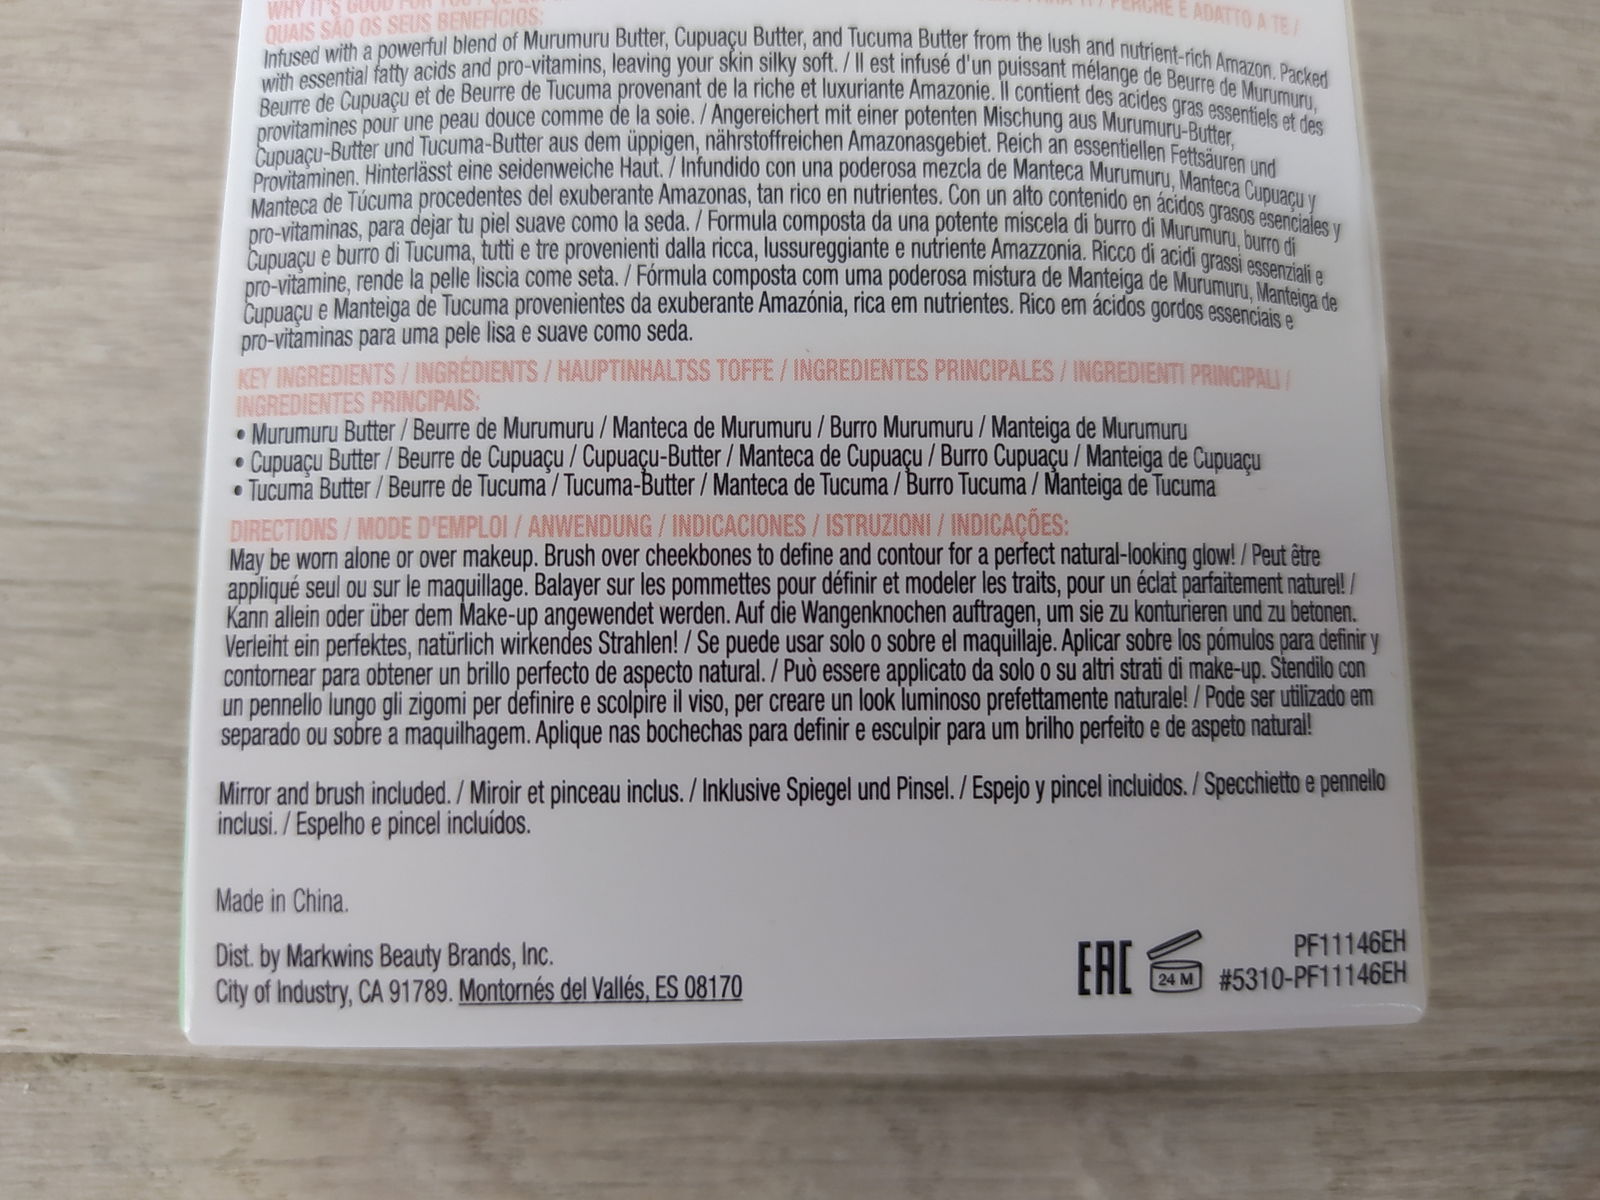 WHY IT'S GOOD FOR
PERCHÉ È ADATTO A TE /
QUAIS SÃO OS SEUS BENEFÍCIOS:
Infused with a powerful blend of Murumuru Butter, Cupuaçu Butter, and Tucuma Butter from the lush and nutrient-rich Amazon. Packed
with essential fatty acids and pro-vitamins, leaving your skin silky soft. / Il est infusé d'un puissant mélange de Beurre de Murumuru,
Beurre de Cupuaçu et de Beurre de Tucuma provenant de la riche et luxuriante Amazonie. Il contient des acides gras essentiels et des
provitamines pour une peau douce comme de la soie. / Angereichert mit einer potenten Mischung aus Murumuru-Butter,
Cupuaçu-Butter und Tucuma-Butter aus dem üppigen, nährstoffreichen Amazonasgebiet. Reich an essentiellen Fettsäuren und
Provitaminen. Hinterlässt eine seidenweiche Haut. / Infundido con una poderosa mezcla de Manteca Murumuru, Manteca Cupuaçu y
Manteca de Túcuma procedentes del exuberante Amazonas, tan rico en nutrientes. Con un alto contenido en ácidos grasos esenciales y
pro-vitaminas, para dejar tu piel suave como la seda. / Formula composta da una potente miscela di burro di Murumuru, burro di
Cupuaçu e burro di Tucuma, tutti e tre provenienti dalla ricca, lussureggiante e nutriente Amazzonia. Ricco di acidi grassi essenziali e
pro-vitamine, rende la pelle liscia come seta. / Fórmula composta com uma poderosa mistura de Manteiga de Murumuru, Manteiga de
Cupuaçu e Manteiga de Tucuma provenientes da exuberante Amazónia, rica em nutrientes. Rico em ácidos gordos essenciais e
pro-vitaminas para uma pele lisa e suave como seda.
KEY INGREDIENTS / INGRÉDIENTS / HAUPTINHALTSS TOFFE / INGREDIENTES PRINCIPALES / INGREDIENTI PRINCIPALI /
INGREDIENTES PRINCIPAIS:
• Murumuru Butter / Beurre de Murumuru / Manteca de Murumuru / Burro Murumuru / Manteiga de Murumuru
• Cupuaçu Butter / Beurre de Cupuaçu / Cupuaçu-Butter / Manteca de Cupuaçu / Burro Cupuaçu / Manteiga de Cupuaçu
• Tucuma Butter / Beurre de Tucuma / Tucuma-Butter / Manteca de Tucuma / Burro Tucuma / Manteiga de Tucuma
DIRECTIONS / MODE D'EMPLOI / ANWENDUNG / INDICACIONES / ISTRUZIONI / INDICAÇÕES:
May be worn alone or over makeup. Brush over cheekbones to define and contour for a perfect natural-looking glow! / Peut être
appliqué seul ou sur le maquillage. Balayer sur les pommettes pour définir et modeler les traits, pour un éclat parfaitement naturel! /
Kann allein oder über dem Make-up angewendet werden. Auf die Wangenknochen auftragen, um sie zu konturieren und zu betonen.
Verleiht ein perfektes, natürlich wirkendes Strahlen! / Se puede usar solo o sobre el maquillaje. Aplicar sobre los pómulos para definir y
contornear para obtener un brillo perfecto de aspecto natural. / Può essere applicato da solo o su altri strati di make-up. Stendilo con
un pennello lungo gli zigomi per definire e scolpire il viso, per creare un look luminoso prefettamente naturale! / Pode ser utilizado em
separado ou sobre a maquilhagem. Aplique nas bochechas para definir e esculpir para um brilho perfeito e de aspeto natural!
Mirror and brush included. / Miroir et pinceau inclus. / Inklusive Spiegel und Pinsel. / Espejo y pincel incluidos. / Specchietto e pennello
inclusi. / Espelho e pincel incluídos.
Made in China.
Dist. by Markwins Beauty Brands, Inc.
City of Industry, CA 91789. Montornés del Vallés, ES 08170
EAC
24 M
PF11146EH
#5310-PF11146EH